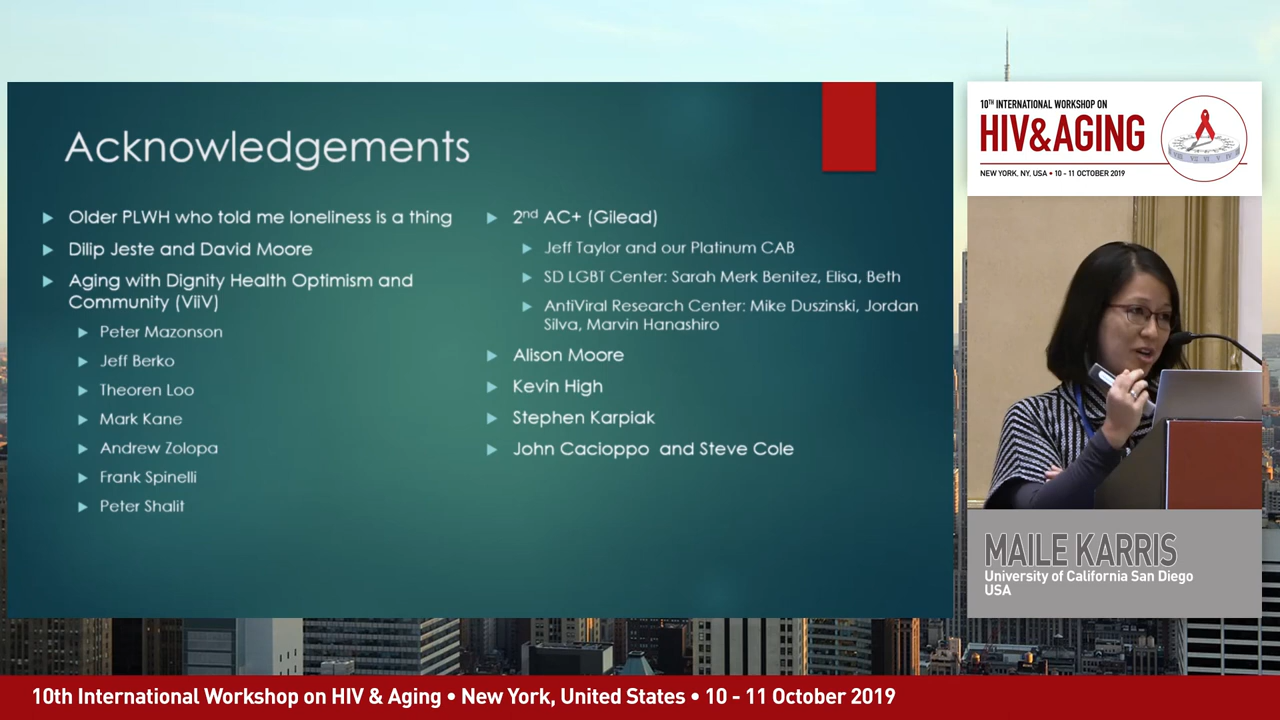 Acknowledgements
Older PLWH who told me loneliness is a thing
Dilip Jeste and David Moore
Aging with Dignity Health Optimism and
Community (ViiV)
Peter Mazonson
Jeff Berko
Theoren Loo
Mark Kane
Andrew Zolopa
Frank Spinelli
Peter Shalit
2nd AC+ (Gilead)
Jeff Taylor and our Platinum CAB
SD LGBT Center: Sarah Merk Benitez, Elisa, Beth
AntiViral Research Center: Mike Duszinski, Jordan
Silva, Marvin Hanashiro
Alison Moore
Kevin High
Stephen Karpiak
John Cacioppo and Steve Cole
10TH INTERNATIONAL WORKSHOP ON
HIV&AGING
NEW YORK, NY, USA • 10 - 11 OCTOBER 2019
MAILE KARRIS
University of California San Diego
USA
10th International Workshop on HIV & Aging • New York, United States • 10 - 11 October 2019